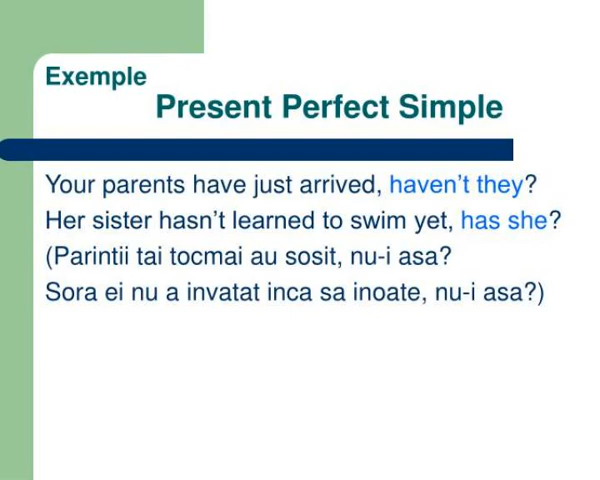 Exemple
Present Perfect Simple
Your parents have just arrived, haven’t they?
Her sister hasn’t learned to swim yet, has she?
(Parintii tai tocmai au sosit, nu-i asa?
Sora ei nu a invatat inca sa inoate, nu-i asa?)